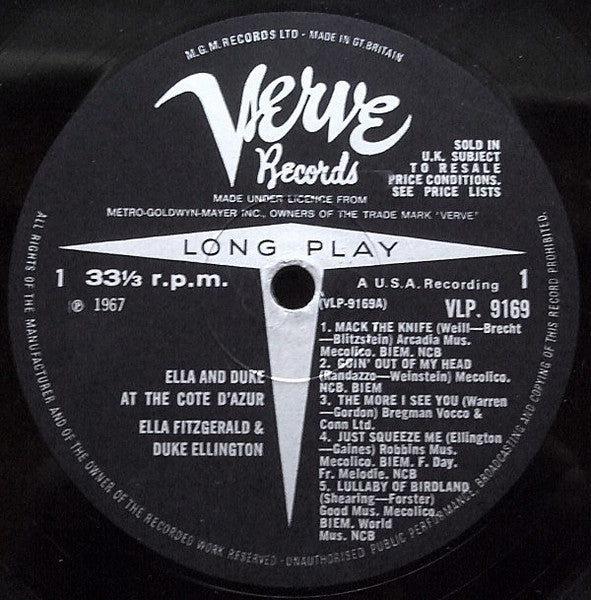 M.G.M. RECORDS LTD - MADE IN GT. BRITAIN
Verve
Records
SOLD IN
U.K. SUBJECT
TO RESALE
PRICE CONDITIONS.
SEE PRICE LISTS
MADE UNDER LICENCE FROM
METRO-GOLDWYN-MAYER INC., OWNERS OF THE TRADE MARK "VERVE"
LONG PLAY
1 33⅓ r.p.m.
℗ 1967
A U.S.A. Recording 1
(VLP-9169A) VLP. 9169
ELLA AND DUKE
AT THE COTE D'AZUR
ELLA FITZGERALD &
DUKE ELLINGTON
1. MACK THE KNIFE (Weill—Brecht
—Blitzstein) Arcadia Mus.
Mecolico. BIEM. NCB
2. GOIN' OUT OF MY HEAD
(Randazzo—Weinstein) Mecolico.
NCB. BIEM
3. THE MORE I SEE YOU (Warren
—Gordon) Bregman Vocco &
Conn Ltd.
4. JUST SQUEEZE ME (Ellington
—Gaines) Robbins Mus.
Mecolico. BIEM. F. Day.
Fr. Melodie. NCB
5. LULLABY OF BIRDLAND
(Shearing—Forster)
Good Mus. Mecolico.
BIEM. World
Mus. NCB
ALL RIGHTS OF THE MANUFACTURER AND OF THE OWNER OF THE RECORDED WORK RESERVED - UNAUTHORISED PUBLIC PERFORMANCE BROADCASTING AND COPYING OF THIS RECORD PROHIBITED.